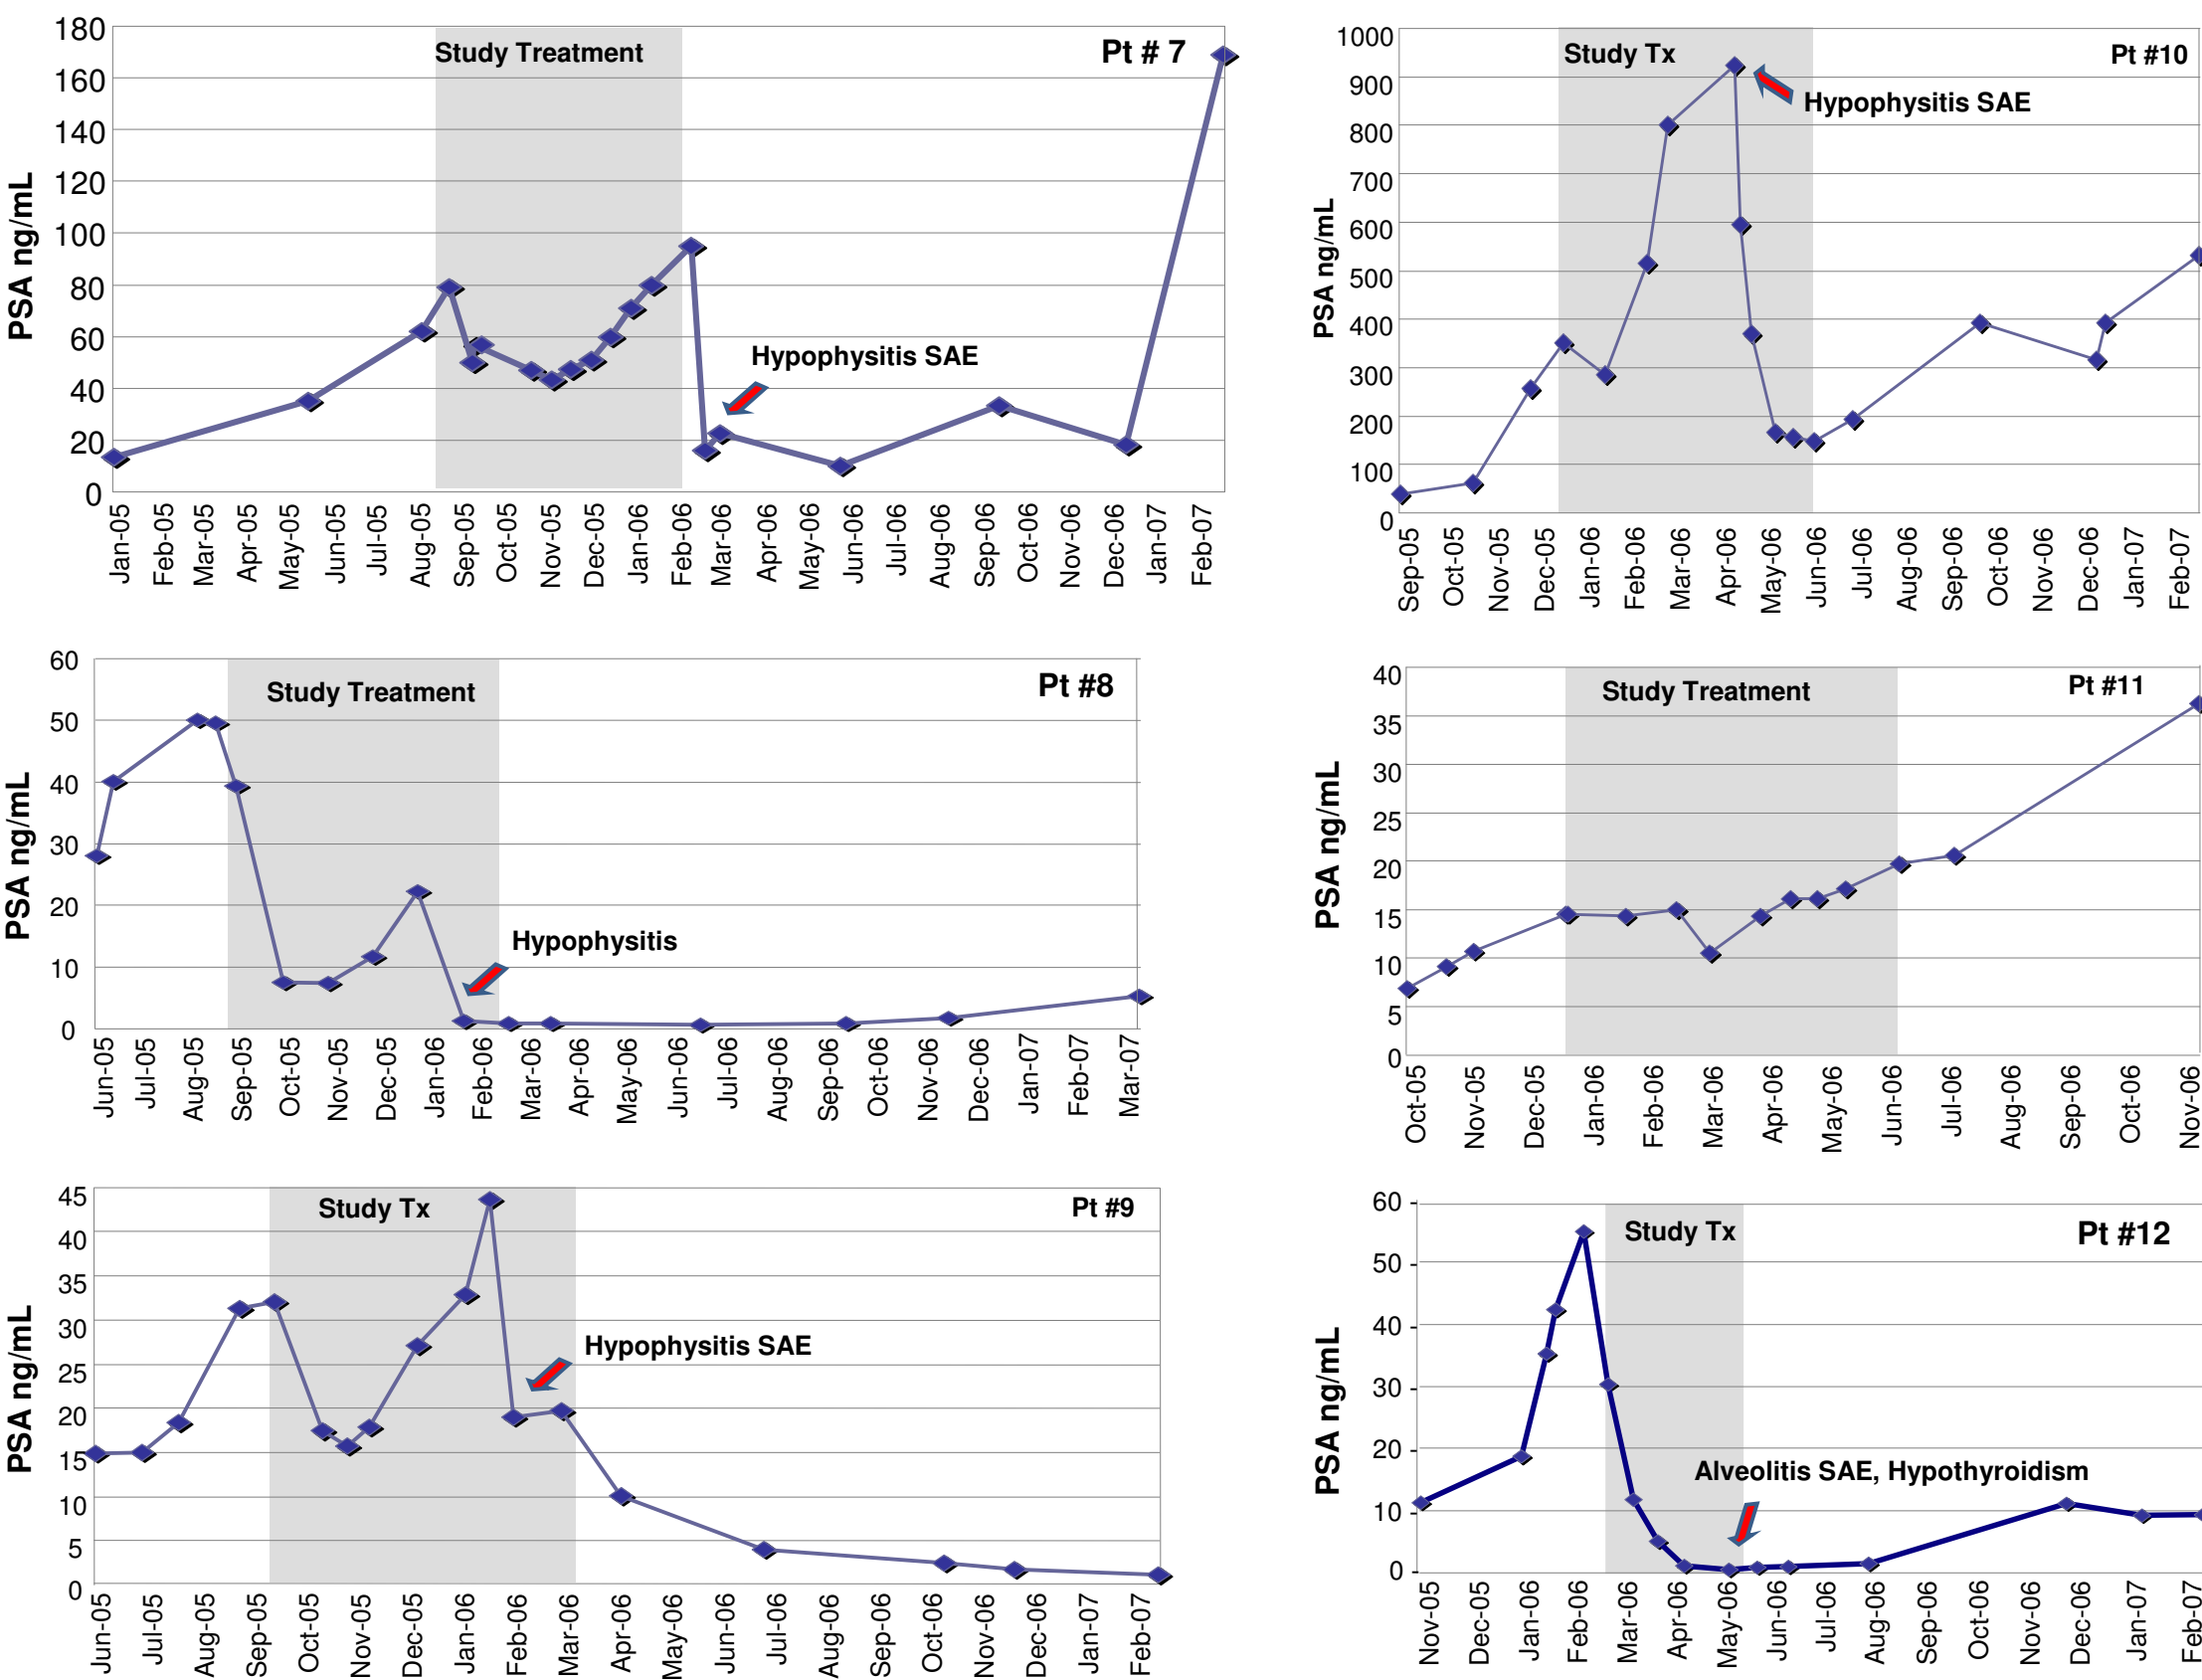 Study Treatment
Pt # 7
PSA ng/mL
180
160
140
120
100
80
60
40
20
0
Hypophysitis SAE
Jan-05 Feb-05 Mar-05 Apr-05 May-05 Jun-05 Jul-05 Aug-05 Sep-05 Oct-05 Nov-05 Dec-05 Jan-06 Feb-06 Mar-06 Apr-06 May-06 Jun-06 Jul-06 Aug-06 Sep-06 Oct-06 Nov-06 Dec-06 Jan-07 Feb-07
Study Tx
Pt #10
PSA ng/mL
1000
900
800
700
600
500
400
300
200
100
0
Hypophysitis SAE
Sep-05 Oct-05 Nov-05 Dec-05 Jan-06 Feb-06 Mar-06 Apr-06 May-06 Jun-06 Jul-06 Aug-06 Sep-06 Oct-06 Nov-06 Dec-06 Jan-07 Feb-07
Study Treatment
Pt #8
PSA ng/mL
60
50
40
30
20
10
0
Hypophysitis
Jun-05 Jul-05 Aug-05 Sep-05 Oct-05 Nov-05 Dec-05 Jan-06 Feb-06 Mar-06 Apr-06 May-06 Jun-06 Jul-06 Aug-06 Sep-06 Oct-06 Nov-06 Dec-06 Jan-07 Feb-07 Mar-07
Study Treatment
Pt #11
PSA ng/mL
40
35
30
25
20
15
10
5
0
Oct-05 Nov-05 Dec-05 Jan-06 Feb-06 Mar-06 Apr-06 May-06 Jun-06 Jul-06 Aug-06 Sep-06 Oct-06 Nov-06
Study Tx
Pt #9
PSA ng/mL
45
40
35
30
25
20
15
10
5
0
Hypophysitis SAE
Jun-05 Jul-05 Aug-05 Sep-05 Oct-05 Nov-05 Dec-05 Jan-06 Feb-06 Mar-06 Apr-06 May-06 Jun-06 Jul-06 Aug-06 Sep-06 Oct-06 Nov-06 Dec-06 Jan-07 Feb-07
Study Tx
Pt #12
PSA ng/mL
60
50
40
30
20
10
0
Alveolitis SAE, Hypothyroidism
Nov-05 Dec-05 Jan-06 Feb-06 Mar-06 Apr-06 May-06 Jun-06 Jul-06 Aug-06 Sep-06 Oct-06 Nov-06 Dec-06 Jan-07 Feb-07